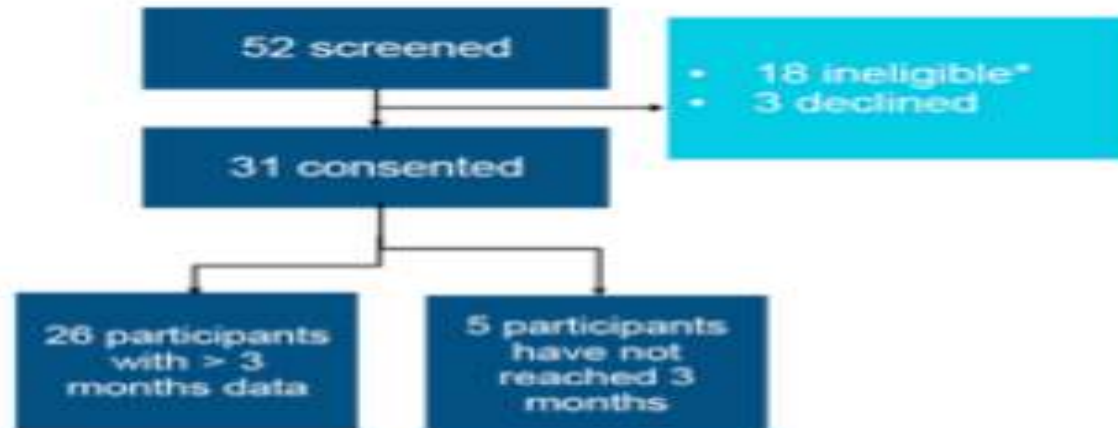 52 screened
• 18 ineligible*
• 3 declined
31 consented
26 participants
with > 3
months data
5 participants
have not
reached 3
months